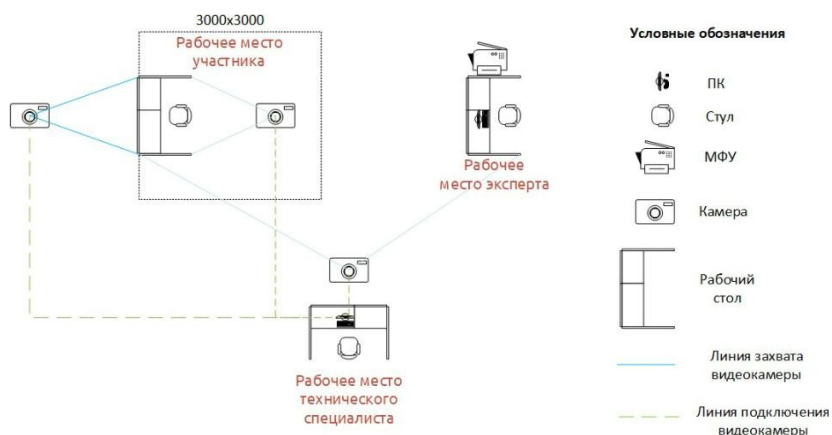 3000x3000
Рабочее место
участника
Рабочее
место эксперта
Рабочее место
технического
специалиста
Условные обозначения
ПК
Стул
МФУ
Камера
Рабочий
стол
Линия захвата
видеокамеры
Линия подключения
видеокамеры